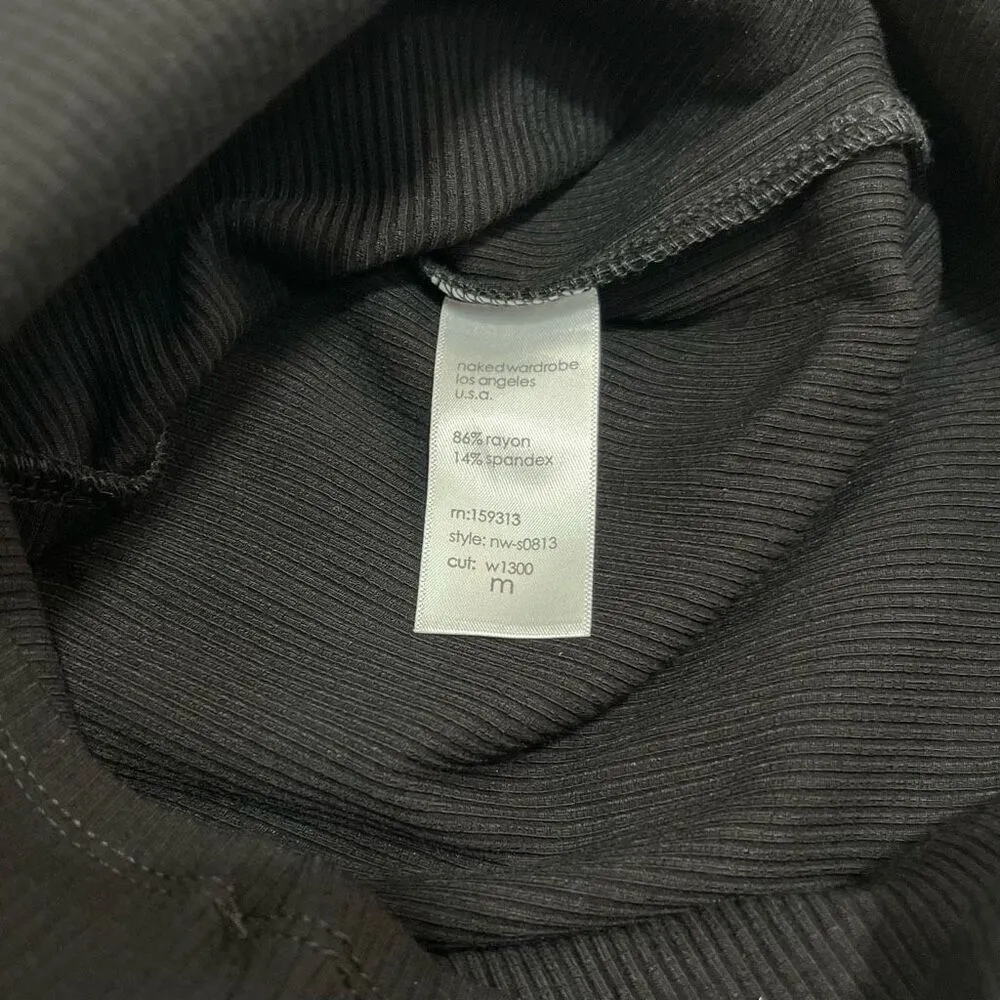 nakedwardrobe
los angeles
u.s.a.
86% rayon
14% spandex
rn:159313
style: nw-s0813
cut: w1300
m